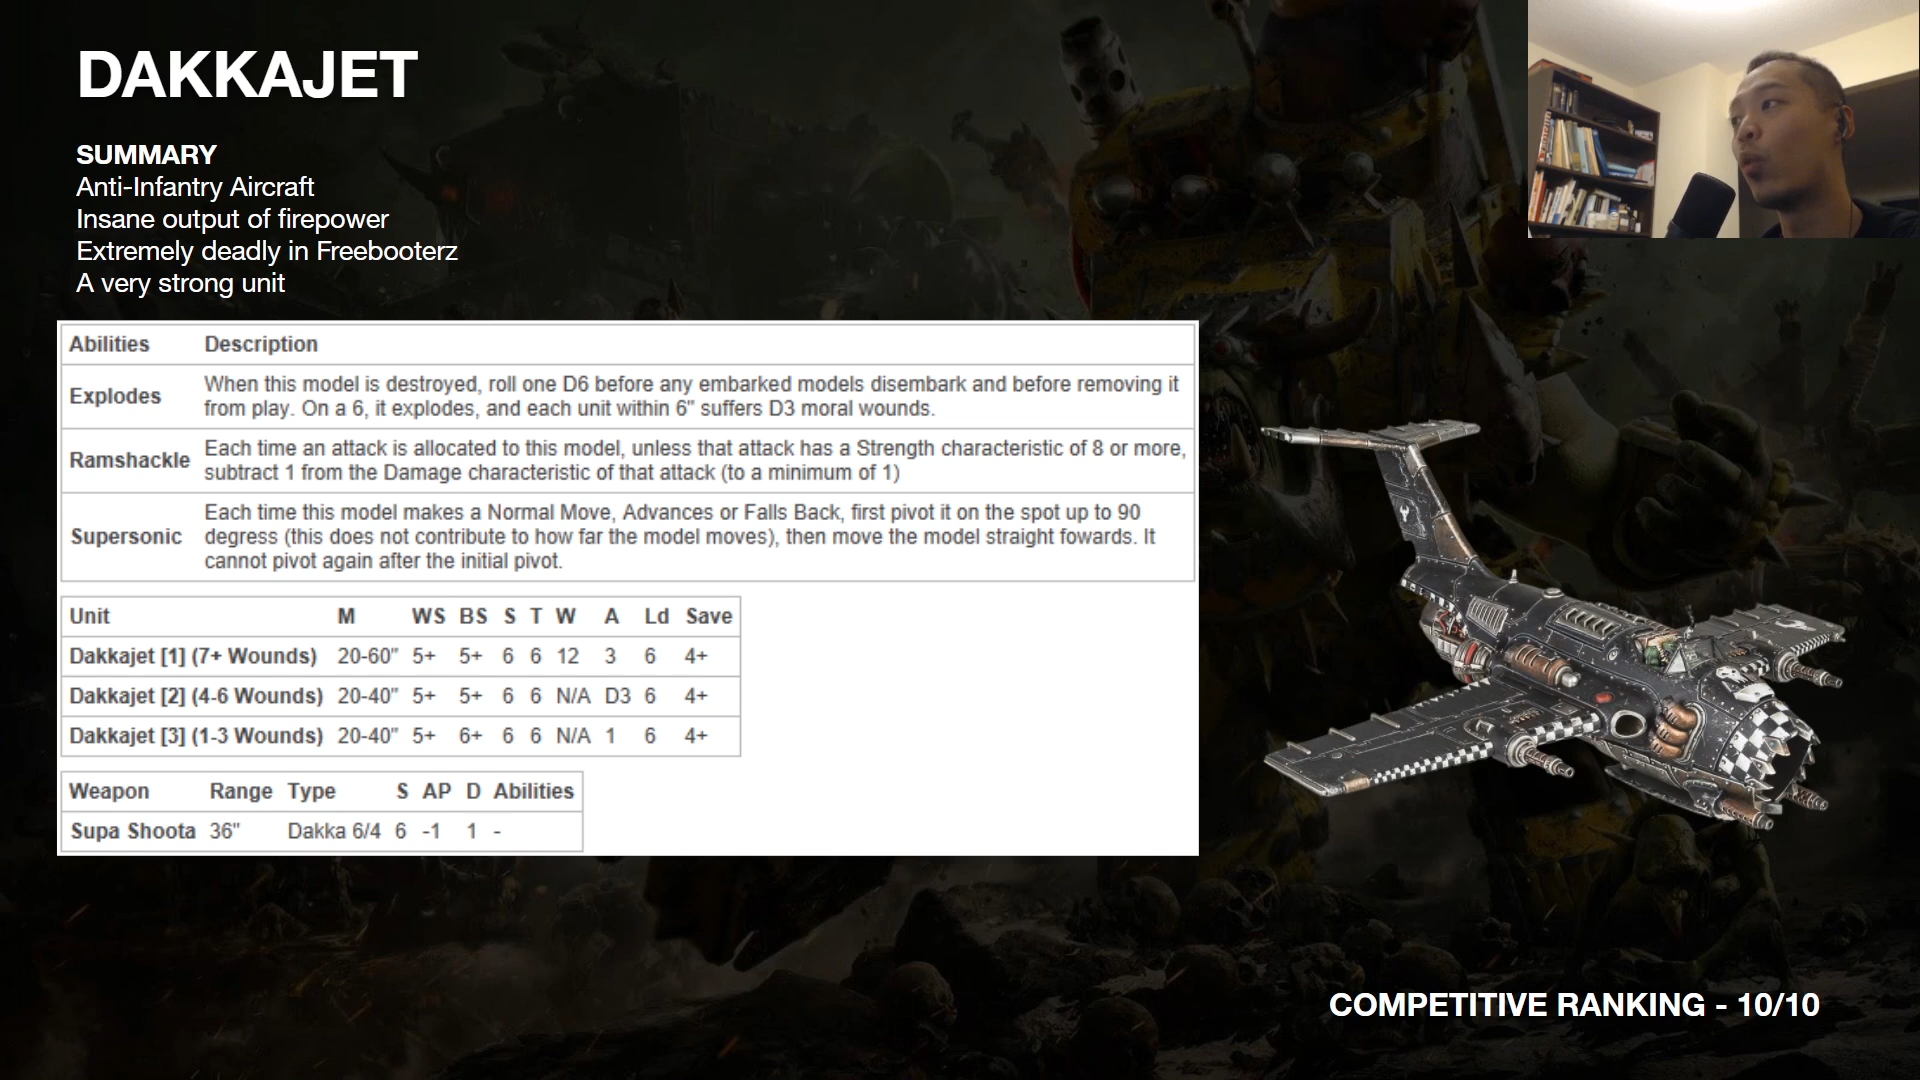 DAKKAJET
SUMMARY
Anti-Infantry Aircraft
Insane output of firepower
Extremely deadly in Freebooterz
A very strong unit
Abilities Description
Explodes When this model is destroyed, roll one D6 before any embarked models disembark and before removing it
from play. On a 6, it explodes, and each unit within 6" suffers D3 moral wounds.
Ramshackle Each time an attack is allocated to this model, unless that attack has a Strength characteristic of 8 or more,
subtract 1 from the Damage characteristic of that attack (to a minimum of 1)
Supersonic Each time this model makes a Normal Move, Advances or Falls Back, first pivot it on the spot up to 90
degress (this does not contribute to how far the model moves), then move the model straight fowards. It
cannot pivot again after the initial pivot.
Unit M WS BS S T W A Ld Save
Dakkajet [1] (7+ Wounds) 20-60" 5+ 5+ 6 6 12 3 6 4+
Dakkajet [2] (4-6 Wounds) 20-40" 5+ 5+ 6 6 N/A D3 6 4+
Dakkajet [3] (1-3 Wounds) 20-40" 5+ 6+ 6 6 N/A 1 6 4+
Weapon Range Type S AP D Abilities
Supa Shoota 36" Dakka 6/4 6 -1 1 -
COMPETITIVE RANKING - 10/10